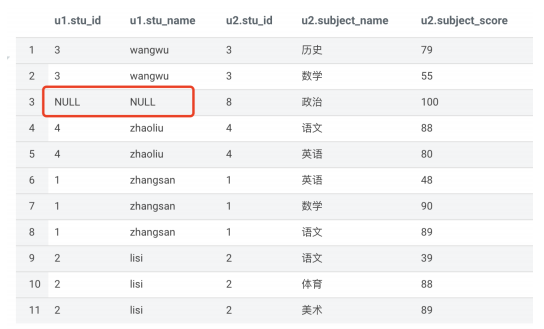 u1.stu_id u1.stu_name u2.stu_id u2.subject_name u2.subject_score
1 3 wangwu 3 历史 79
2 3 wangwu 3 数学 55
3 NULL NULL 8 政治 100
4 4 zhaoliu 4 语文 88
5 4 zhaoliu 4 英语 80
6 1 zhangsan 1 英语 48
7 1 zhangsan 1 数学 90
8 1 zhangsan 1 语文 89
9 2 lisi 2 语文 39
10 2 lisi 2 体育 88
11 2 lisi 2 美术 89